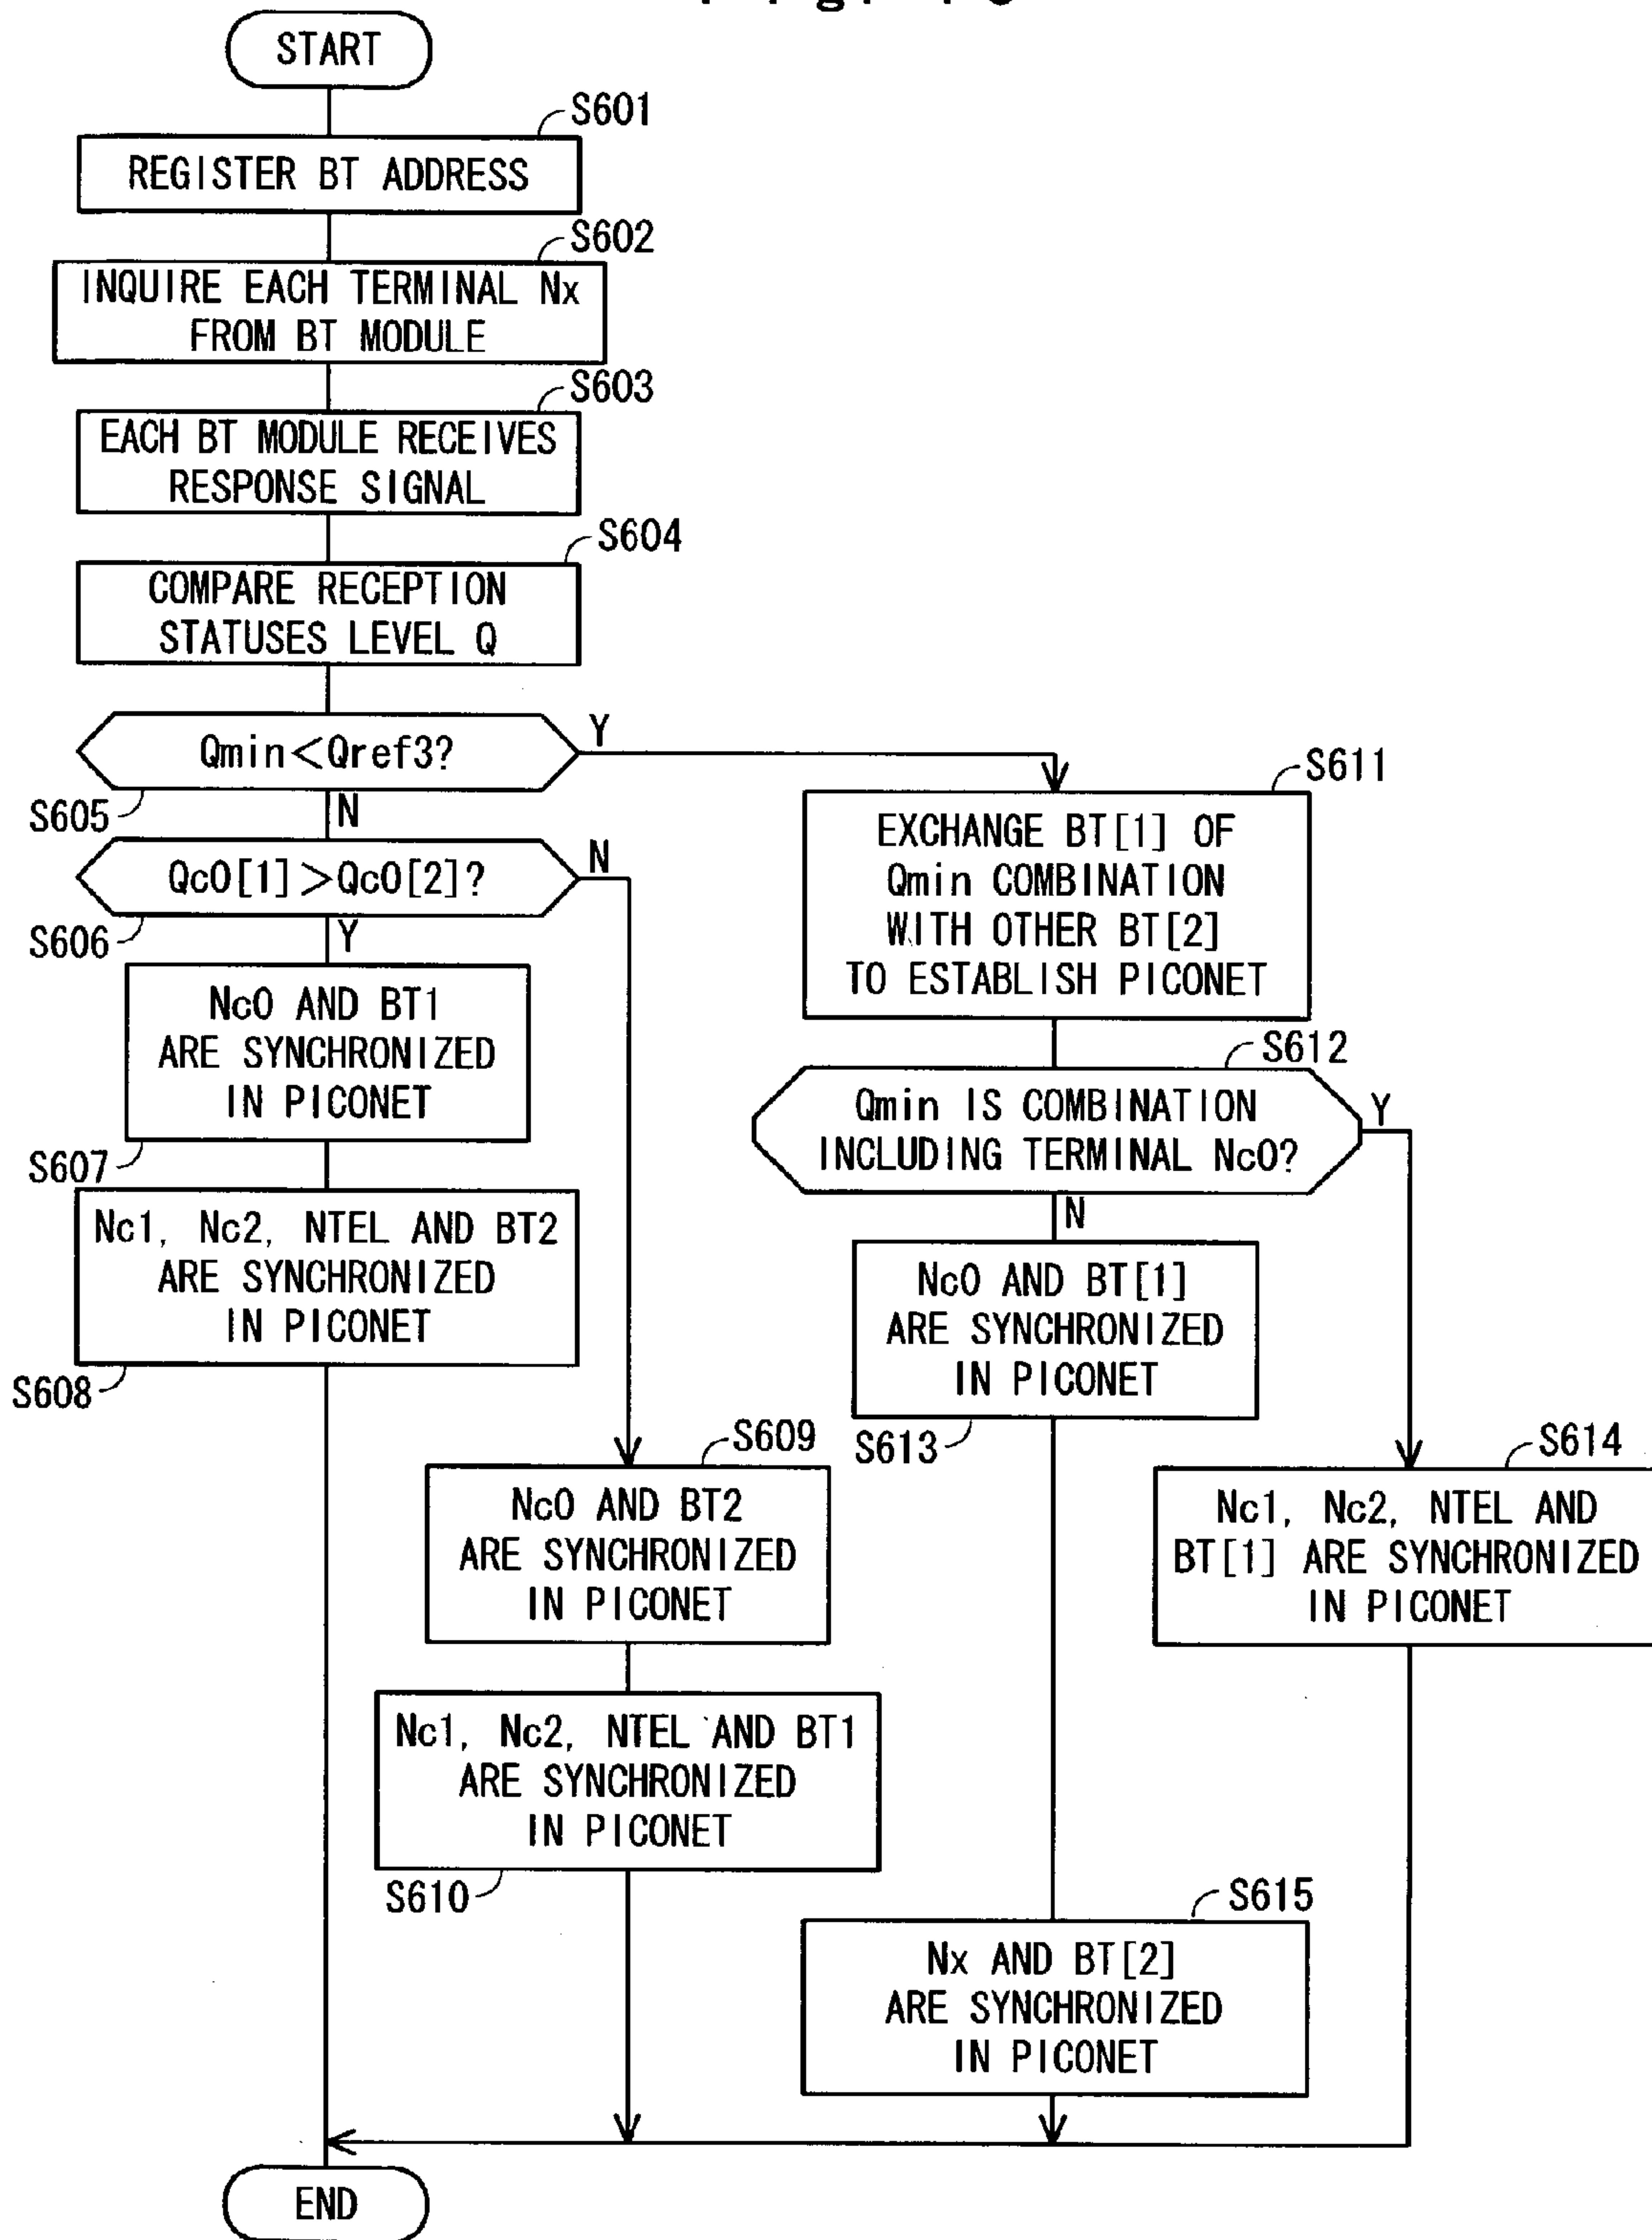 START
S601
REGISTER BT ADDRESS
S602
INQUIRE EACH TERMINAL Nx
FROM BT MODULE
S603
EACH BT MODULE RECEIVES
RESPONSE SIGNAL
S604
COMPARE RECEPTION
STATUSES LEVEL Q
Qmin<Qref3?
Y
S605
N
Qc0[1]>Qc0[2]?
N
S606
Y
Nc0 AND BT1
ARE SYNCHRONIZED
IN PICONET
S607
Nc1, Nc2, NTEL AND BT2
ARE SYNCHRONIZED
IN PICONET
S608
S609
Nc0 AND BT2
ARE SYNCHRONIZED
IN PICONET
Nc1, Nc2, NTEL AND BT1
ARE SYNCHRONIZED
IN PICONET
S610
S611
EXCHANGE BT[1] OF
Qmin COMBINATION
WITH OTHER BT[2]
TO ESTABLISH PICONET
S612
Qmin IS COMBINATION
INCLUDING TERMINAL Nc0?
Y
N
Nc0 AND BT[1]
ARE SYNCHRONIZED
IN PICONET
S613
S614
Nc1, Nc2, NTEL AND
BT[1] ARE SYNCHRONIZED
IN PICONET
S615
Nx AND BT[2]
ARE SYNCHRONIZED
IN PICONET
END